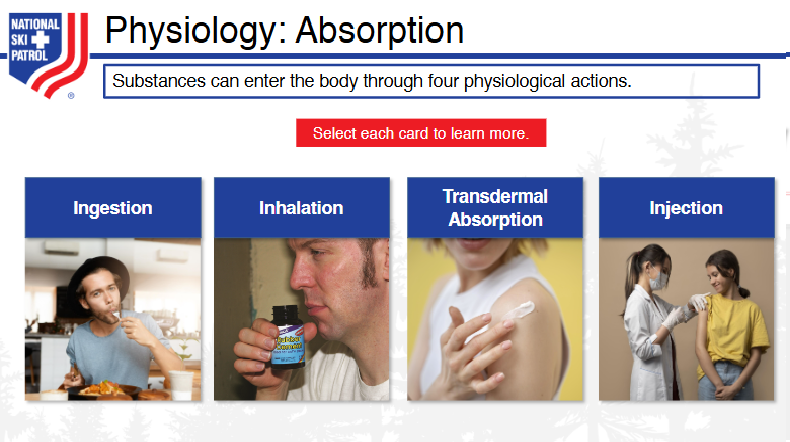 NATIONAL
SKI
PATROL
®
Physiology: Absorption
Substances can enter the body through four physiological actions.
Select each card to learn more.
Ingestion
Inhalation
Transdermal
Absorption
Injection